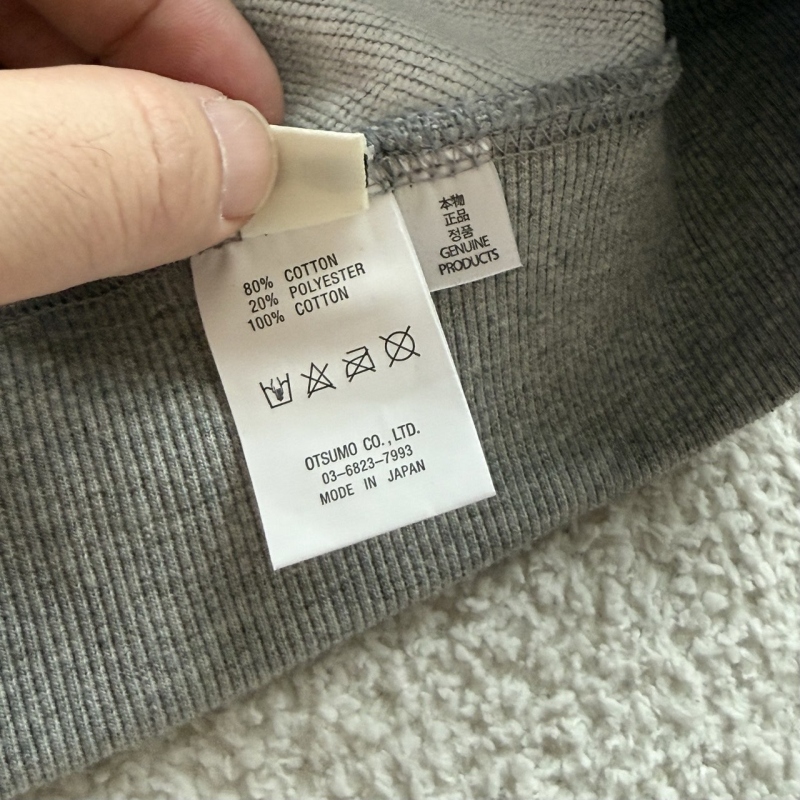 80% COTTON
20% POLYESTER
100% COTTON
OTSUMO CO.,LTD.
03-6823-7993
MODE IN JAPAN
本物
正品
정품
GENUINE
PRODUCTS